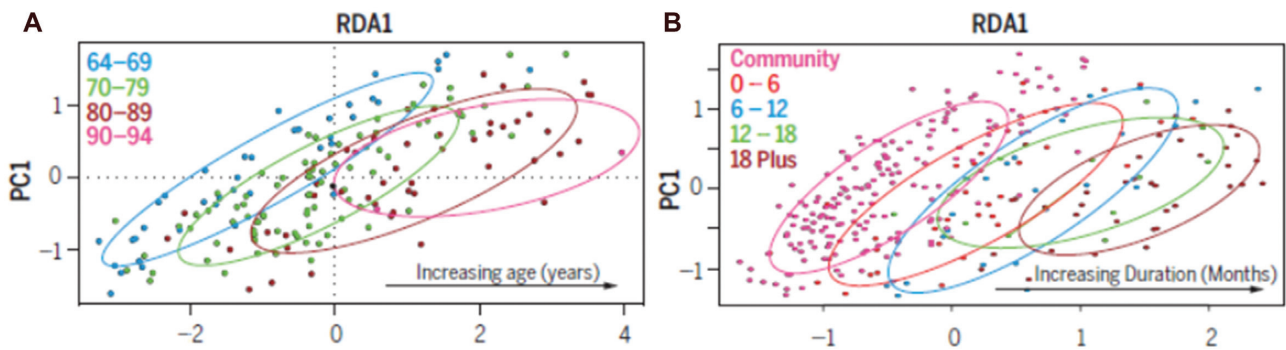 A
RDA1
64–69
70–79
80–89
90–94
PC1
1
0
−1
Increasing age (years)
−2
0
2
4
B
RDA1
Community
0 – 6
6 – 12
12 – 18
18 Plus
PC1
1
0
−1
Increasing Duration (Months)
−1
0
1
2